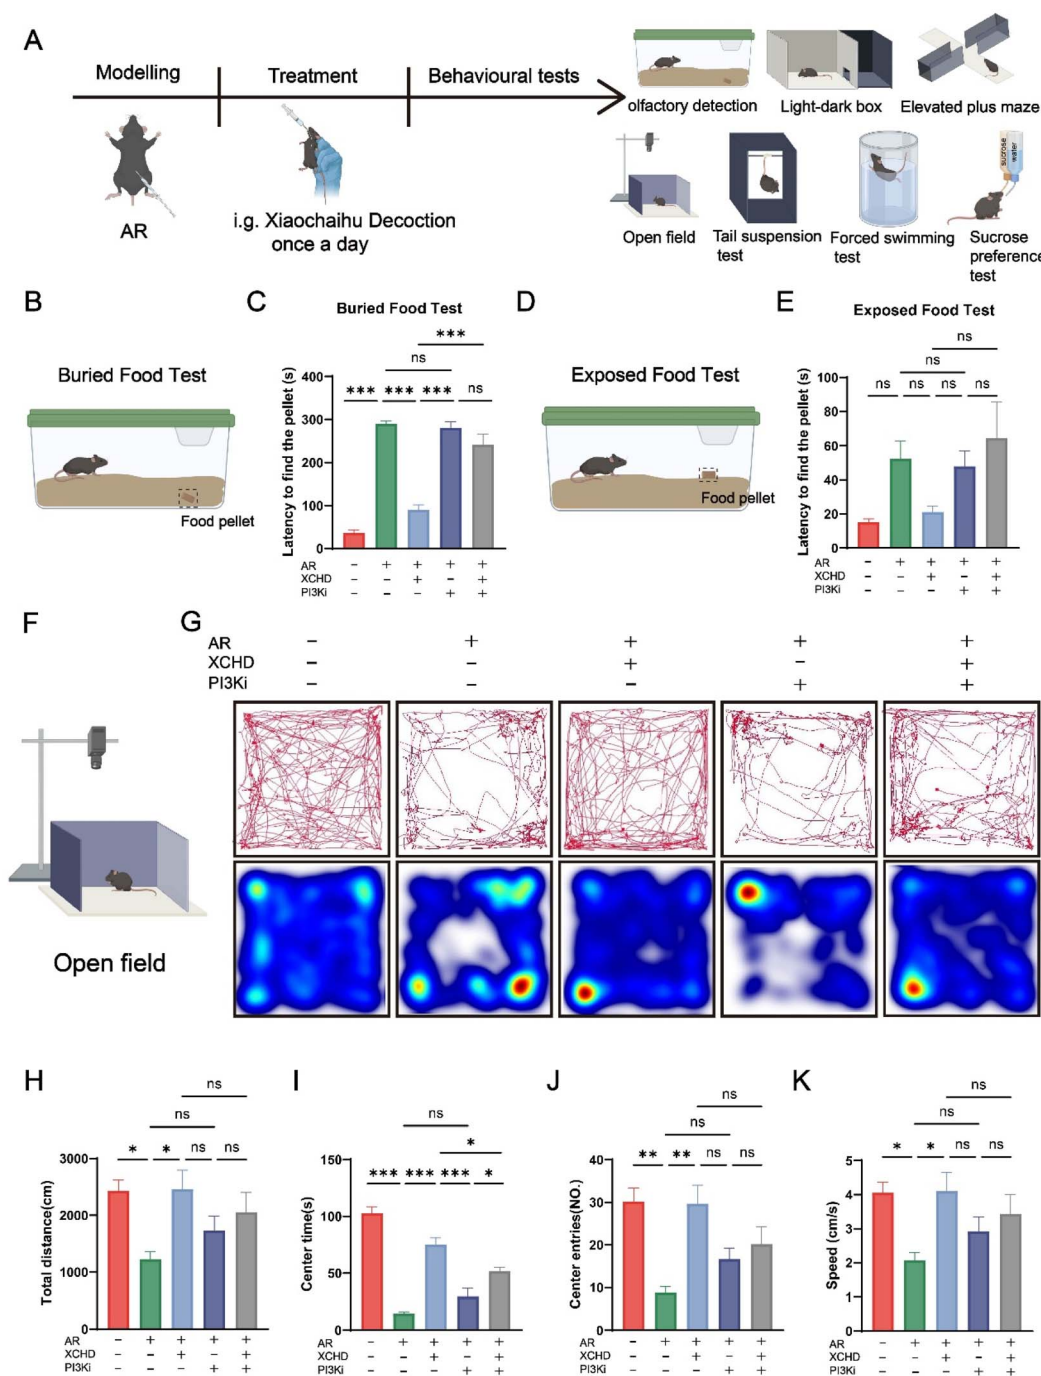 A
Modelling
Treatment
Behavioural tests
AR
i.g. Xiaochaihu Decoction
once a day
olfactory detection
Light-dark box
Elevated plus maze
sucrose
water
Open field
Tail suspension
test
Forced swimming
test
Sucrose
preference
test
B
Buried Food Test
Food pellet
C
Buried Food Test
***
ns
*** *** *** ns
Latency to find the pellet (s)
400
300
200
100
0
AR - + + + +
XCHD - - + - +
PI3Ki - - - + +
D
Exposed Food Test
Food pellet
E
Exposed Food Test
ns
ns
ns ns ns ns
Latency to find the pellet (s)
100
80
60
40
20
0
AR - + + + +
XCHD - - + - +
PI3Ki - - - + +
F
Open field
G
AR - + + + +
XCHD - - + - +
PI3Ki - - - + +
H
ns
ns
* * ns ns
Total distance(cm)
3000
2000
1000
0
AR - + + + +
XCHD - - + - +
PI3Ki - - - + +
I
ns
*
*** *** *** *
Center time(s)
150
100
50
0
AR - + + + +
XCHD - - + - +
PI3Ki - - - + +
J
ns
ns
** ** ns ns
Center entries(NO.)
40
30
20
10
0
AR - + + + +
XCHD - - + - +
PI3Ki - - - + +
K
ns
ns
* * ns ns
Speed (cm/s)
5
4
3
2
1
0
AR - + + + +
XCHD - - + - +
PI3Ki - - - + +